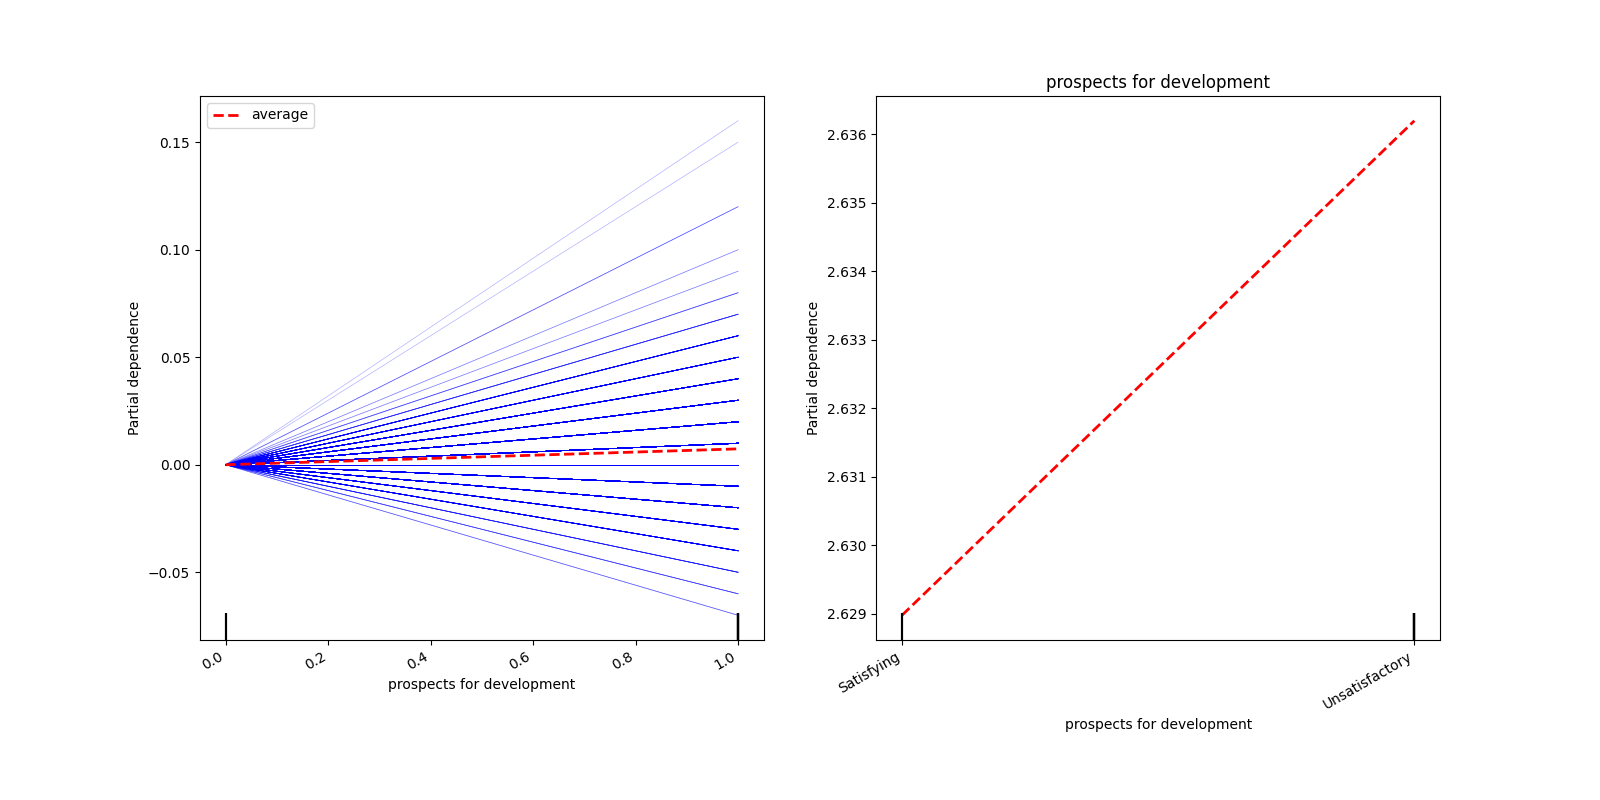 average
0.15
0.10
0.05
0.00
−0.05
Partial dependence
0.0
0.2
0.4
0.6
0.8
1.0
prospects for development
prospects for development
2.636
2.635
2.634
2.633
2.632
2.631
2.630
2.629
Partial dependence
Satisfying
Unsatisfactory
prospects for development